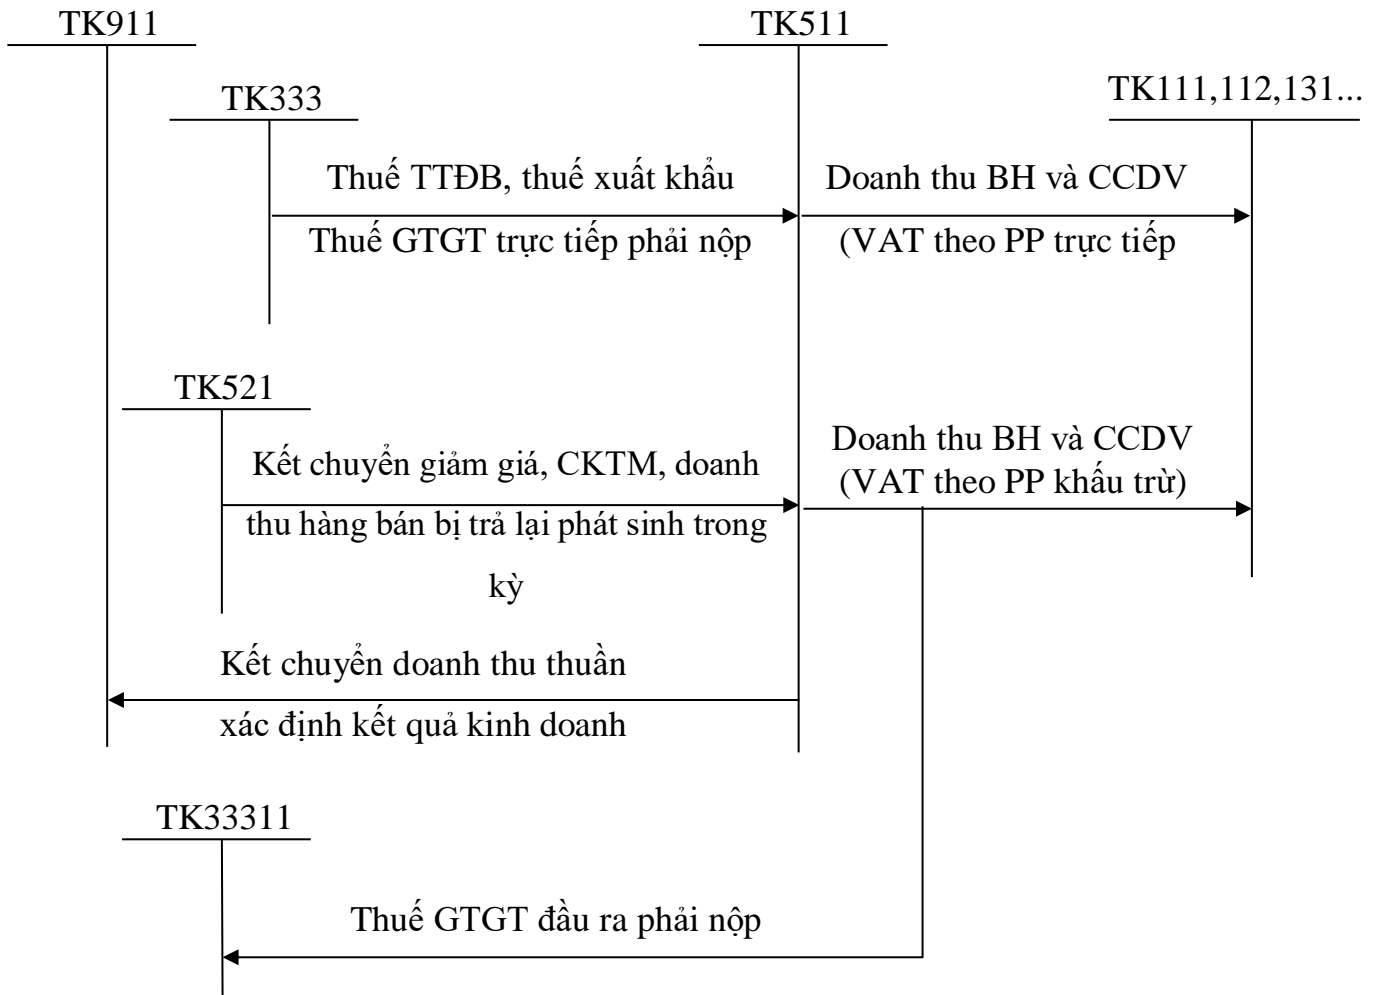 TK911
TK511
TK333
TK111,112,131...
Thuế TTĐB, thuế xuất khẩu
Thuế GTGT trực tiếp phải nộp
Doanh thu BH và CCDV
(VAT theo PP trực tiếp
TK521
Kết chuyển giảm giá, CKTM, doanh
thu hàng bán bị trả lại phát sinh trong
kỳ
Doanh thu BH và CCDV
(VAT theo PP khấu trừ)
Kết chuyển doanh thu thuần
xác định kết quả kinh doanh
TK33311
Thuế GTGT đầu ra phải nộp